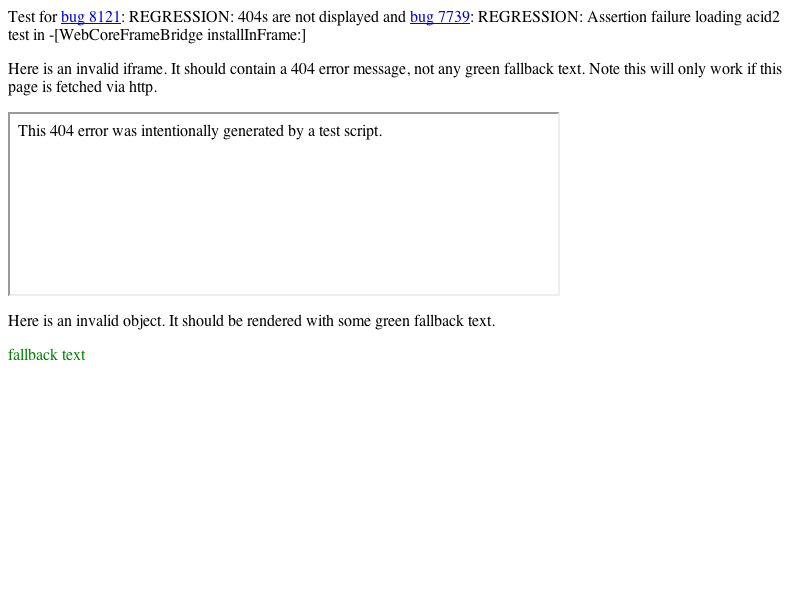 Test for bug 8121: REGRESSION: 404s are not displayed and bug 7739: REGRESSION: Assertion failure loading acid2
test in -[WebCoreFrameBridge installInFrame:]
Here is an invalid iframe. It should contain a 404 error message, not any green fallback text. Note this will only work if this
page is fetched via http.
This 404 error was intentionally generated by a test script.
Here is an invalid object. It should be rendered with some green fallback text.
fallback text